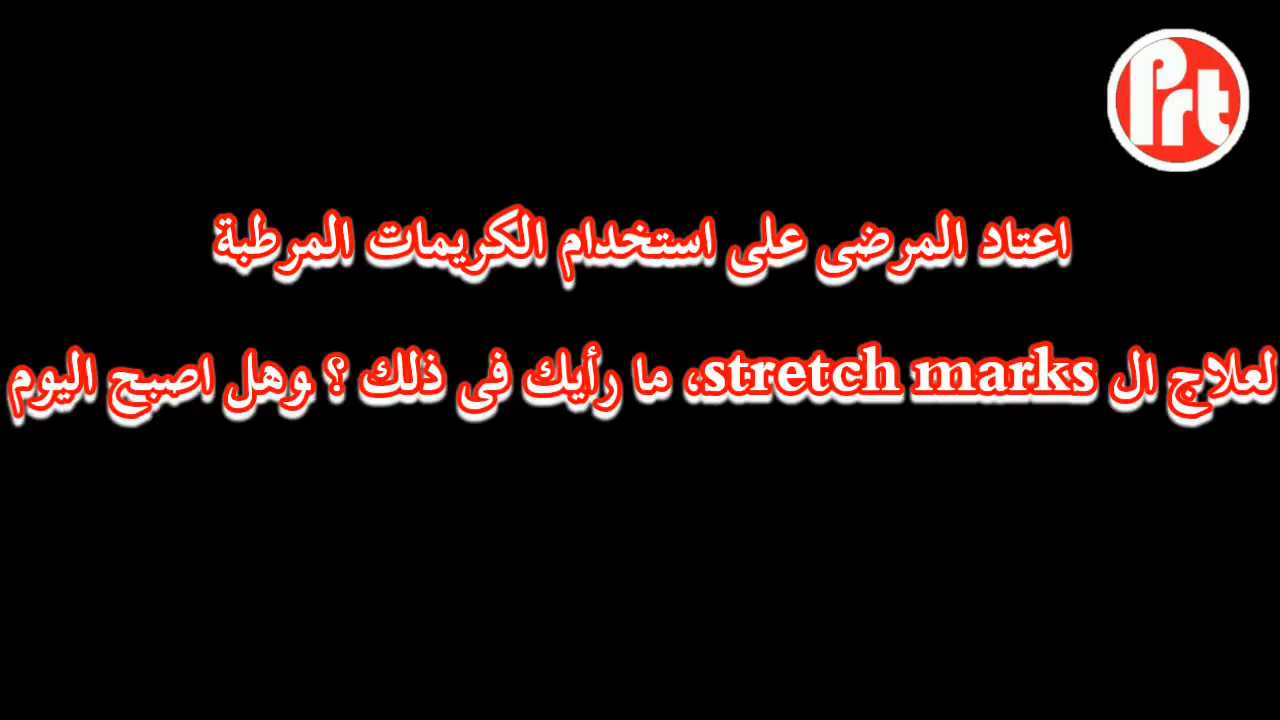 Prt
اعتاد المرضى على استخدام الكريمات المرطبة
لعلاج ال stretch marks، ما رأيك فى ذلك ؟ وهل اصبح اليوم